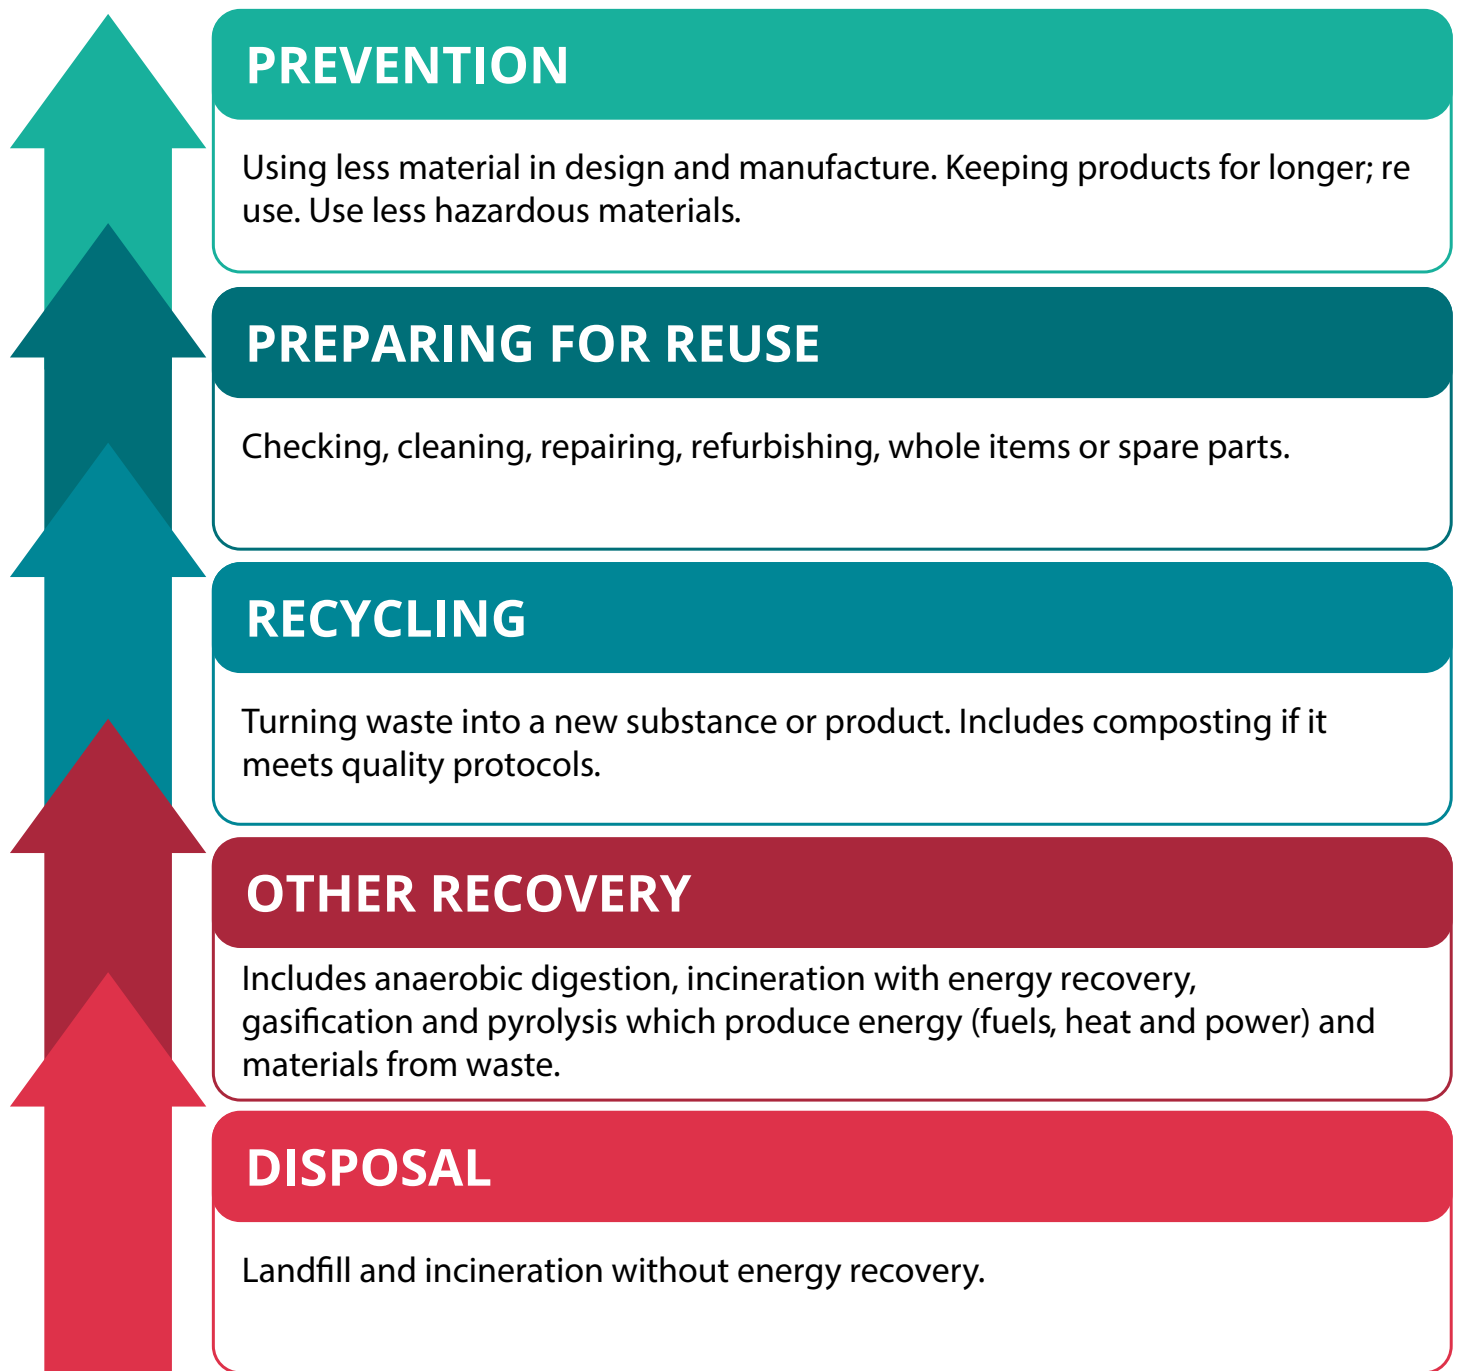 PREVENTION
Using less material in design and manufacture. Keeping products for longer; re
use. Use less hazardous materials.
PREPARING FOR REUSE
Checking, cleaning, repairing, refurbishing, whole items or spare parts.
RECYCLING
Turning waste into a new substance or product. Includes composting if it
meets quality protocols.
OTHER RECOVERY
Includes anaerobic digestion, incineration with energy recovery,
gasification and pyrolysis which produce energy (fuels, heat and power) and
materials from waste.
DISPOSAL
Landfill and incineration without energy recovery.